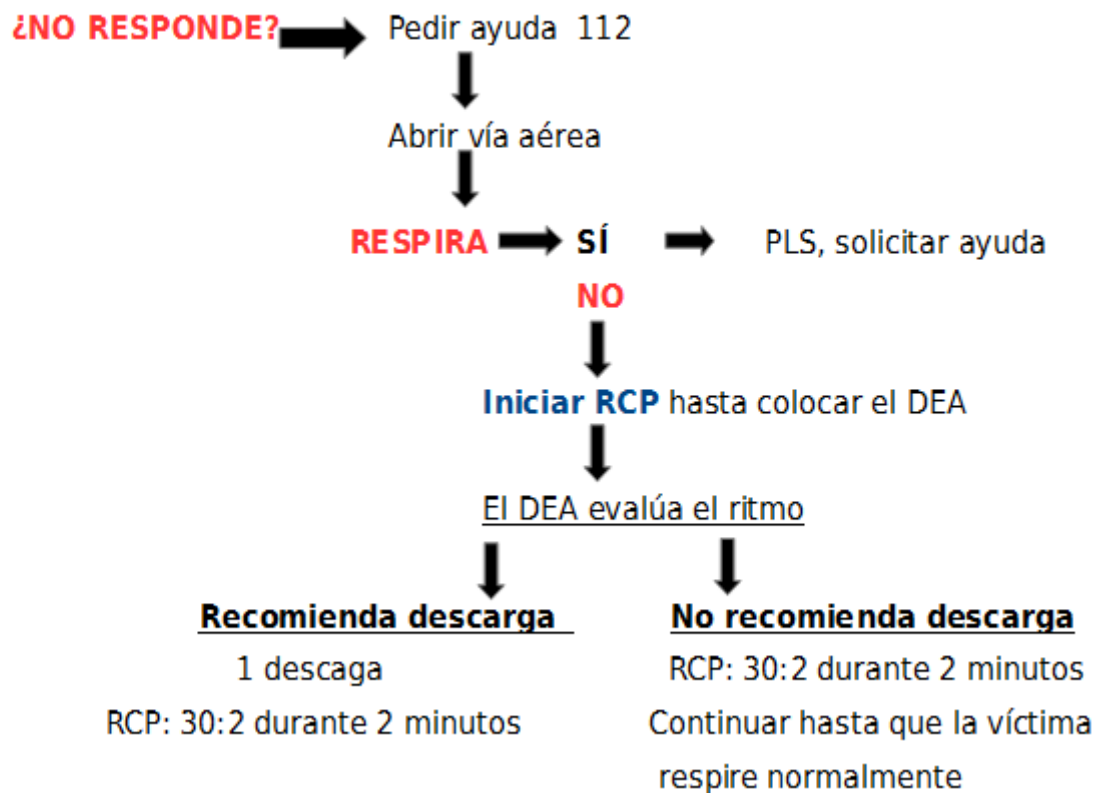 ¿NO RESPONDE? Pedir ayuda 112
Abrir vía aérea
RESPIRA SÍ PLS, solicitar ayuda
NO
Iniciar RCP hasta colocar el DEA
El DEA evalúa el ritmo
Recomienda descarga
1 descaga
RCP: 30:2 durante 2 minutos
No recomienda descarga
RCP: 30:2 durante 2 minutos
Continuar hasta que la víctima
respire normalmente